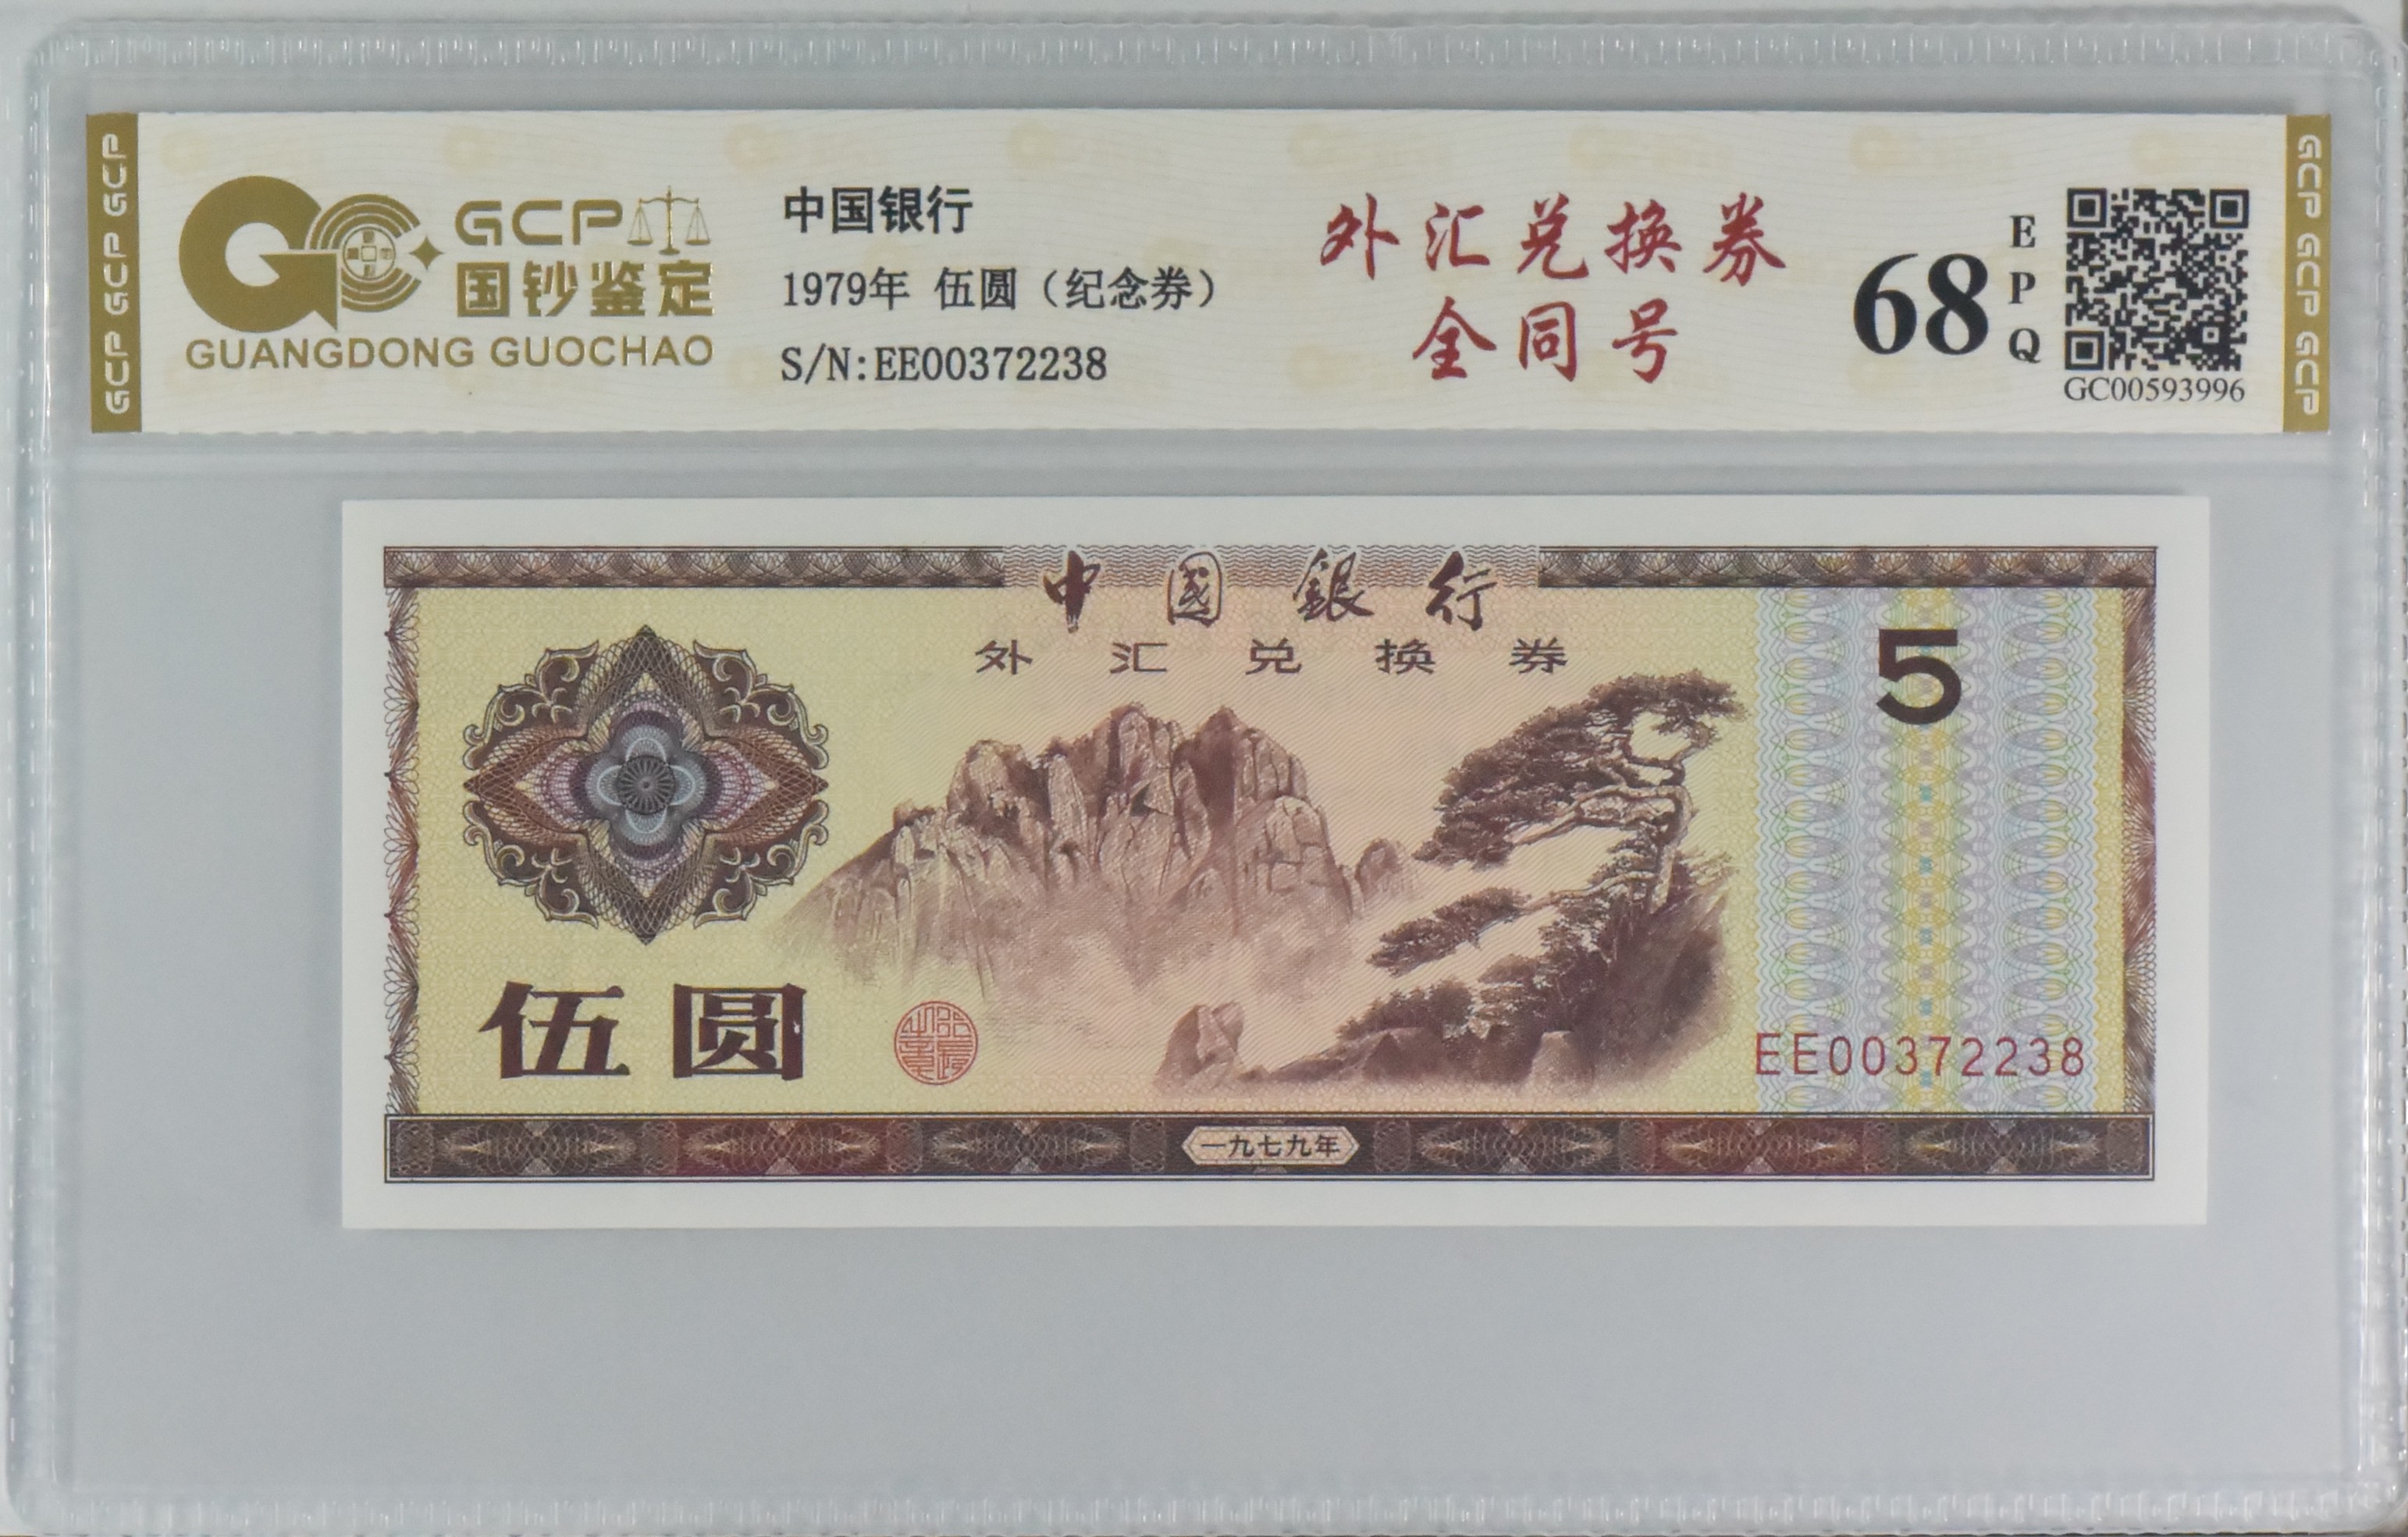 GCP
国钞鉴定
GUANGDONG GUOCHAO
中国银行
1979年 伍圆（纪念券）
S/N:EE00372238
外汇兑换券
全同号
68
EPQ
GC00593996
GCP GCP GCP
GCP GCP GCP
中國銀行
外汇兑换券
5
伍圆
EE00372238
一九七九年